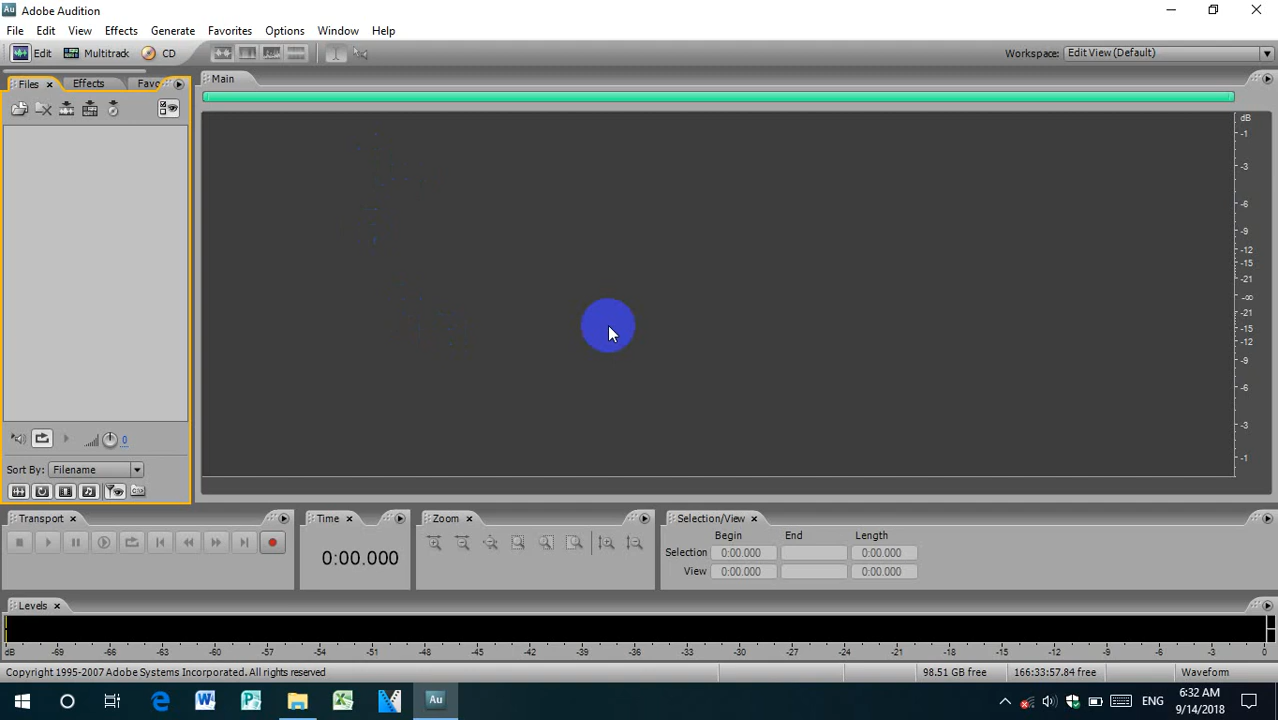 Adobe Audition
File Edit View Effects Generate Favorites Options Window Help
Edit Multitrack CD Workspace: Edit View (Default)
Files Effects Favo Main
dB
-1
-3
-6
-9
-12
-15
-21
-∞
-21
-15
-12
-9
-6
-3
-1
0
Sort By: Filename
Transport Time Zoom Selection/View
Begin End Length
Selection 0:00.000 0:00.000
View 0:00.000 0:00.000
0:00.000
Levels
dB -69 -66 -63 -60 -57 -54 -51 -48 -45 -42 -39 -36 -33 -30 -27 -24 -21 -18 -15 -12 -9 -6 -3 0
Copyright 1995-2007 Adobe Systems Incorporated. All rights reserved 98.51 GB free 166:33:57.84 free Waveform
Au ENG 6:32 AM
9/14/2018